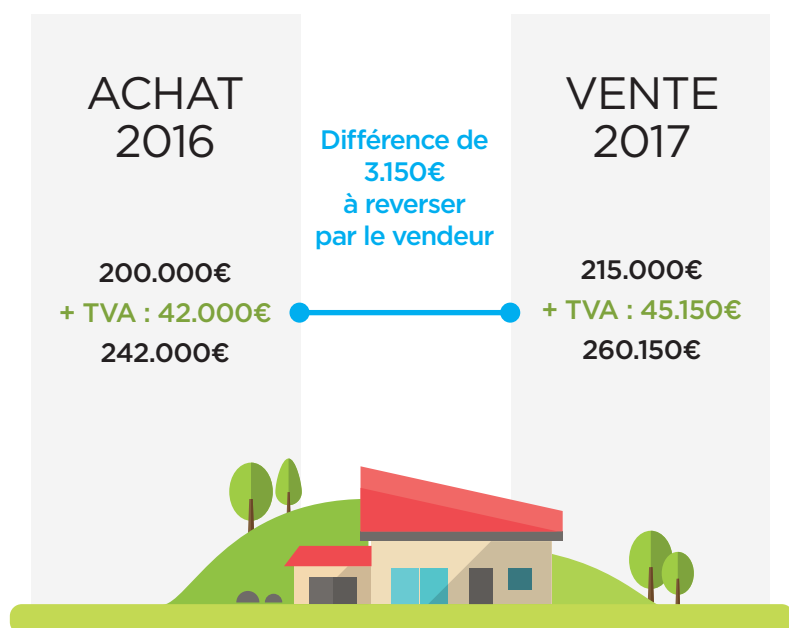 ACHAT
2016
200.000€
+ TVA : 42.000€
242.000€
Différence de
3.150€
à reverser
par le vendeur
VENTE
2017
215.000€
+ TVA : 45.150€
260.150€